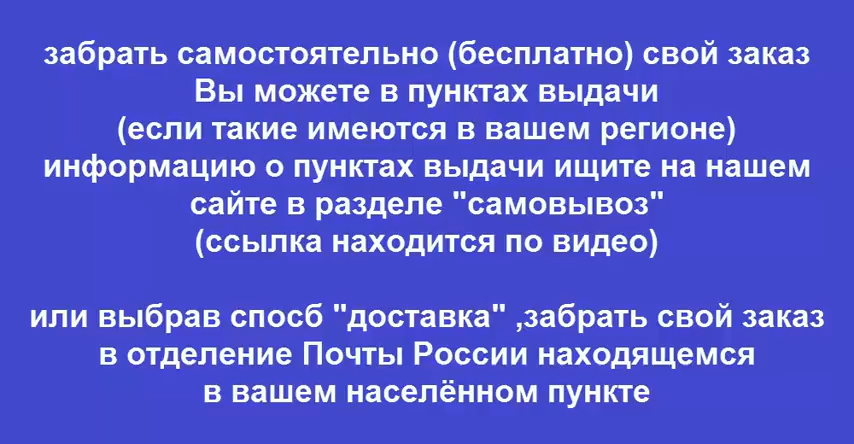 забрать самостоятельно (бесплатно) свой заказ
Вы можете в пунктах выдачи
(если такие имеются в вашем регионе)
информацию о пунктах выдачи ищите на нашем
сайте в разделе "самовывоз"
(ссылка находится по видео)
или выбрав спосб "доставка" ,забрать свой заказ
в отделение Почты России находящемся
в вашем населённом пункте